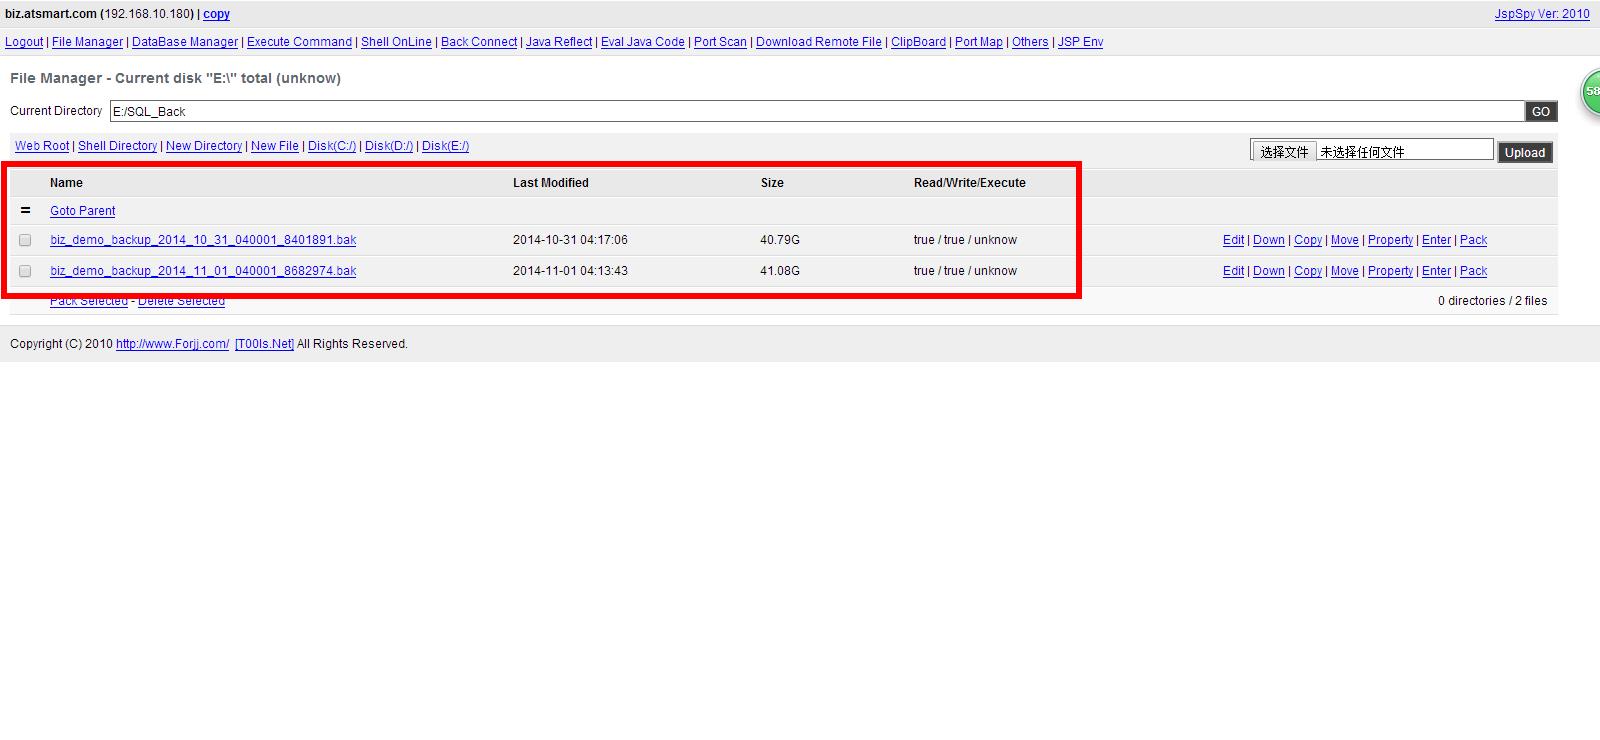 biz.atsmart.com (192.168.10.180) | copy JspSpy Ver: 2010
Logout | File Manager | DataBase Manager | Execute Command | Shell OnLine | Back Connect | Java Reflect | Eval Java Code | Port Scan | Download Remote File | ClipBoard | Port Map | Others | JSP Env
File Manager - Current disk "E:\" total (unknow)
58
Current Directory E:/SQL_Back GO
Web Root | Shell Directory | New Directory | New File | Disk(C:/) | Disk(D:/) | Disk(E:/) 选择文件 未选择任何文件 Upload
Name Last Modified Size Read/Write/Execute
= Goto Parent
biz_demo_backup_2014_10_31_040001_8401891.bak 2014-10-31 04:17:06 40.79G true / true / unknow Edit | Down | Copy | Move | Property | Enter | Pack
biz_demo_backup_2014_11_01_040001_8682974.bak 2014-11-01 04:13:43 41.08G true / true / unknow Edit | Down | Copy | Move | Property | Enter | Pack
Pack Selected - Delete Selected 0 directories / 2 files
Copyright (C) 2010 http://www.Forjj.com/ [T00ls.Net] All Rights Reserved.